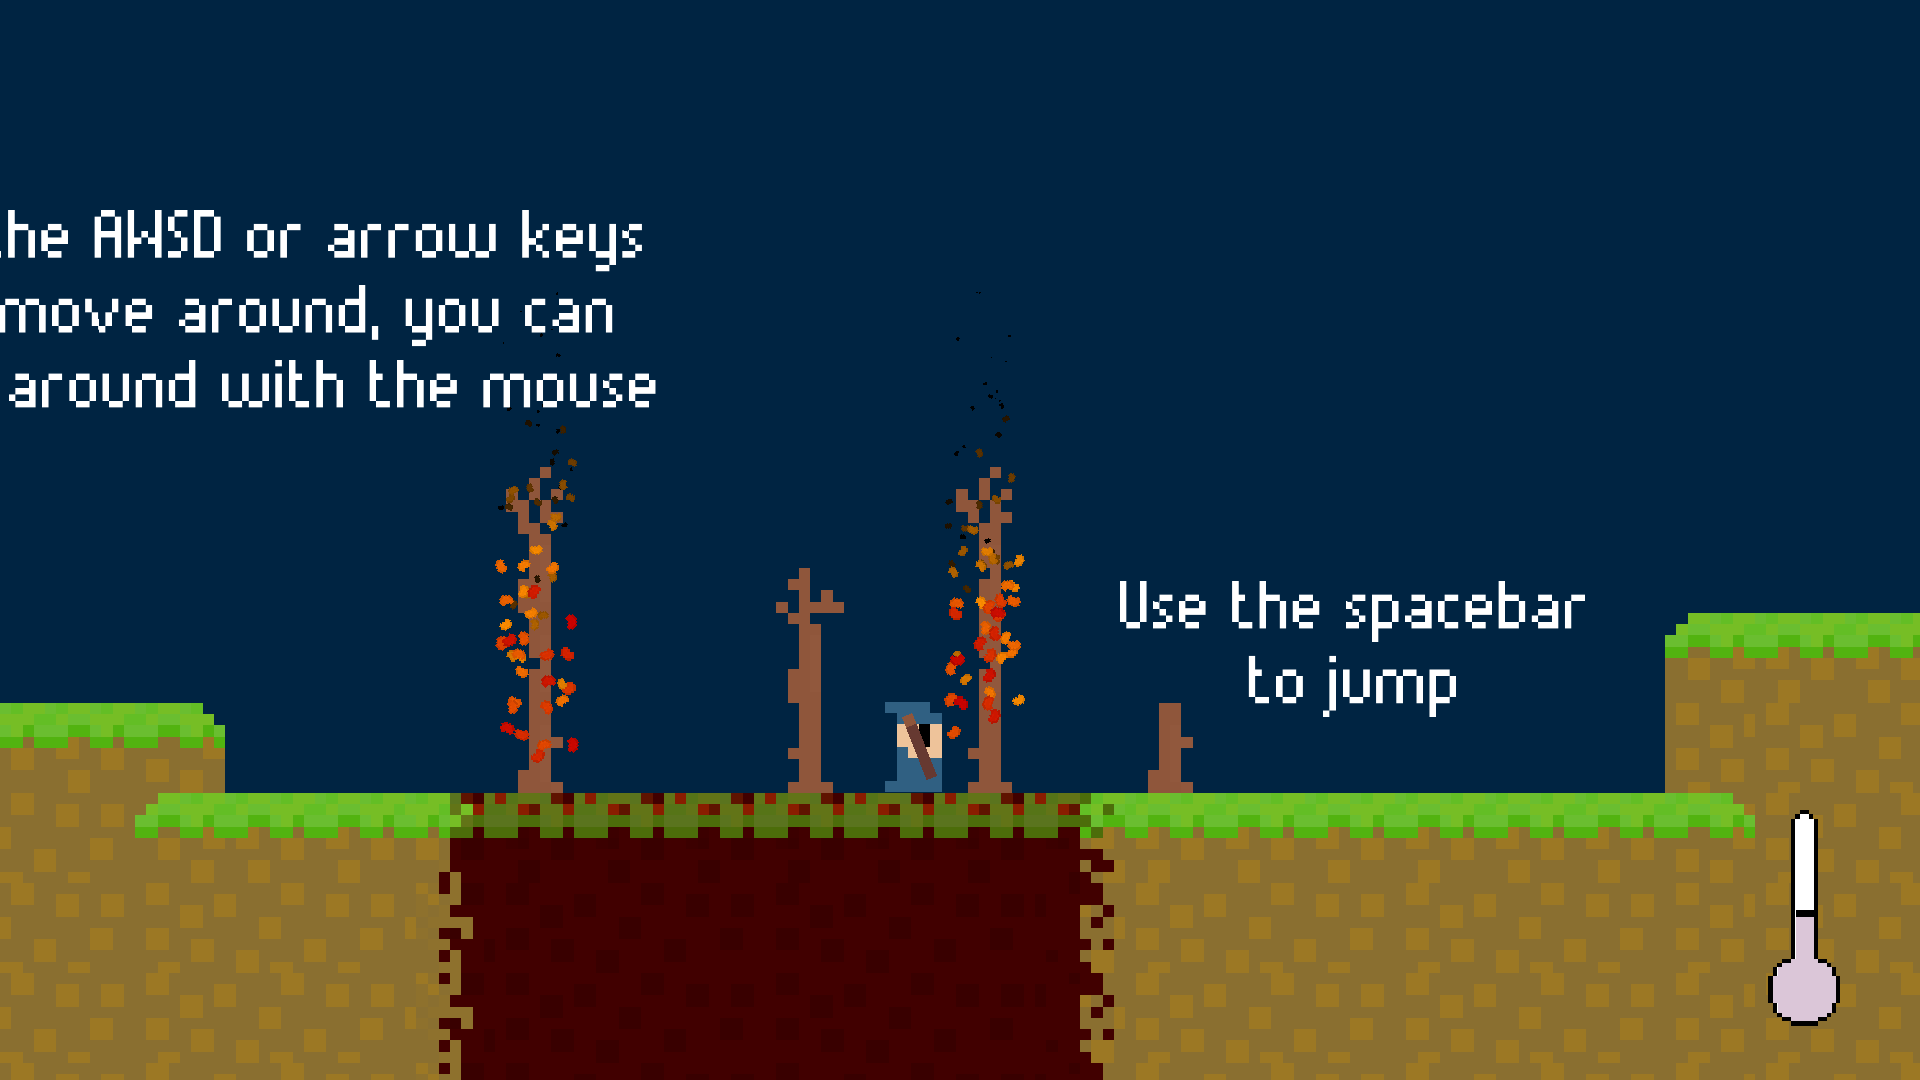 he AWSD or arrow keys
move around, you can
around with the mouse
Use the spacebar
to jump